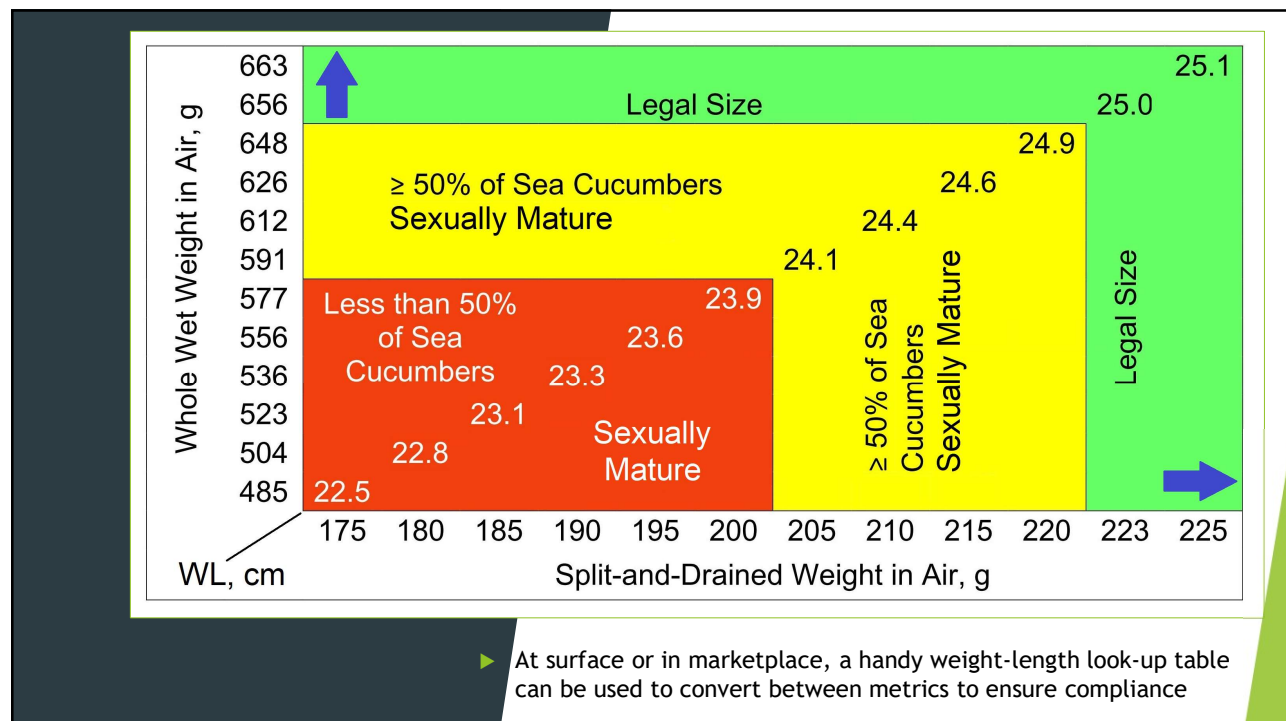 Whole Wet Weight in Air, g
663
25.1
656
Legal Size
25.0
648
24.9
626
≥ 50% of Sea Cucumbers
24.6
612
Sexually Mature
24.4
591
24.1
577
Less than 50%
23.9
556
of Sea
23.6
536
Cucumbers
23.3
523
23.1
Sexually
504
22.8
Mature
485
22.5
≥ 50% of Sea
Cucumbers
Sexually Mature
Legal Size
175 180 185 190 195 200 205 210 215 220 223 225
WL, cm
Split-and-Drained Weight in Air, g
At surface or in marketplace, a handy weight-length look-up table
can be used to convert between metrics to ensure compliance